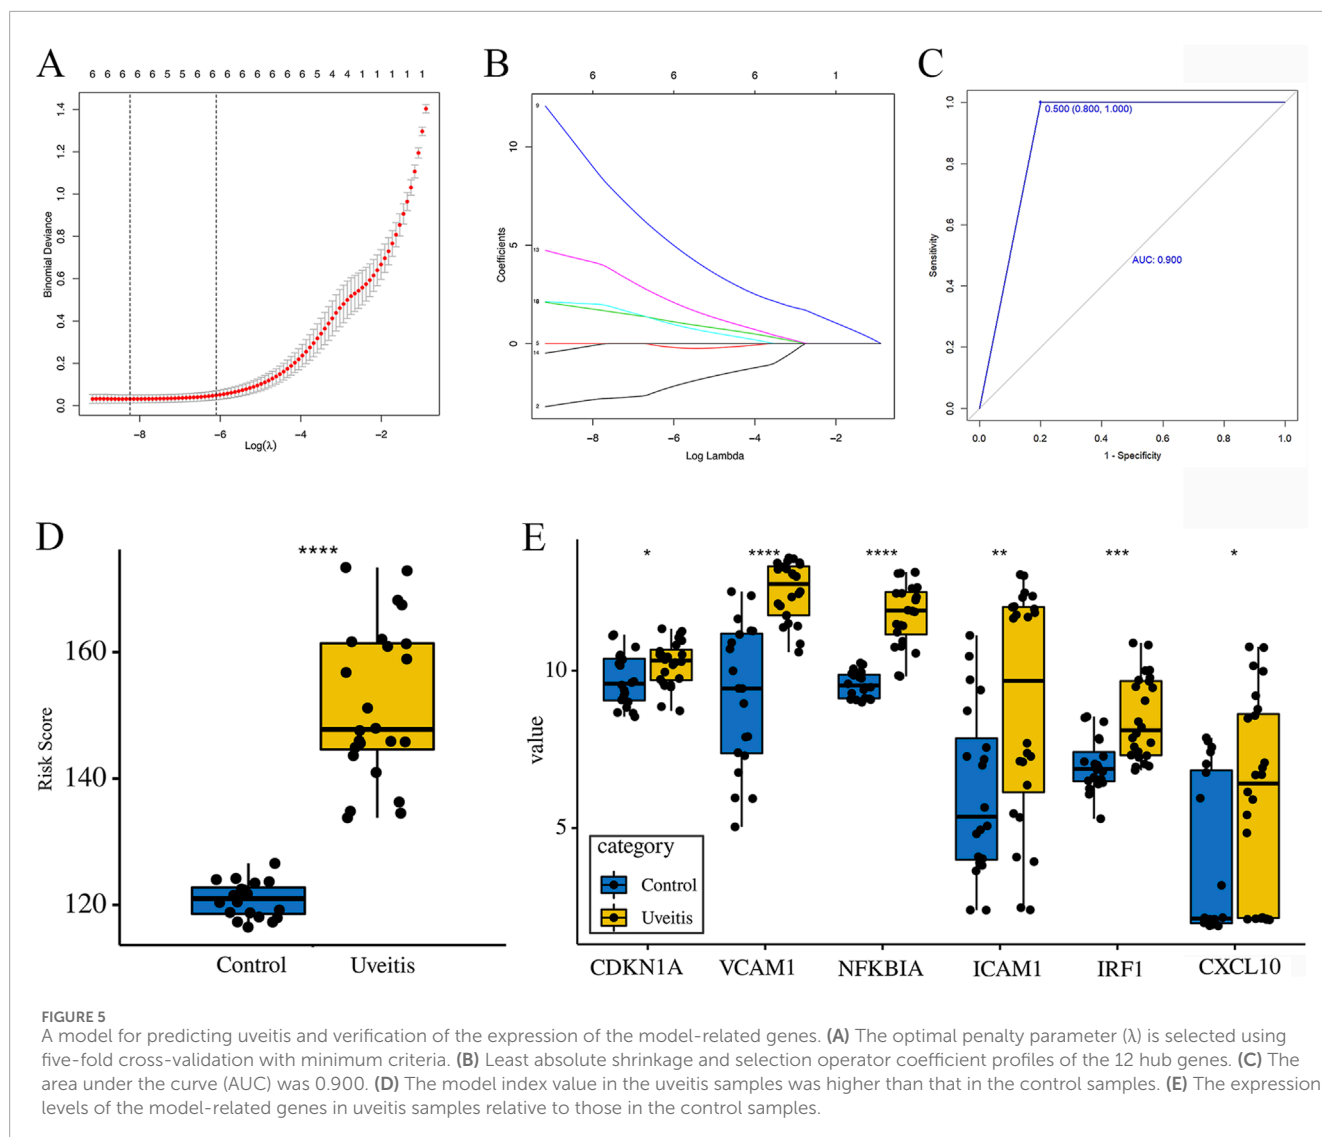 A
6 6 6 6 6 5 5 6 6 6 6 6 6 6 6 5 4 4 1 1 1 1 1
1.4
1.2
1.0
0.8
0.6
0.4
0.2
0.0
Binomial Deviance
−8 −6 −4 −2
Log(λ)
B
6 6 6 1
10
5
0
Coefficients
9
13
5
14
2
−8 −6 −4 −2
Log Lambda
C
1.0
0.8
0.6
0.4
0.2
0.0
Sensitivity
0.500 (0.800, 1.000)
AUC: 0.900
0.0 0.2 0.4 0.6 0.8 1.0
1 - Specificity
D
****
160
140
120
Risk Score
Control Uveitis
E
* **** **** ** *** *
10
5
value
category
Control
Uveitis
CDKN1A VCAM1 NFKBIA ICAM1 IRF1 CXCL10
FIGURE 5
A model for predicting uveitis and verification of the expression of the model-related genes. (A) The optimal penalty parameter (λ) is selected using
five-fold cross-validation with minimum criteria. (B) Least absolute shrinkage and selection operator coefficient profiles of the 12 hub genes. (C) The
area under the curve (AUC) was 0.900. (D) The model index value in the uveitis samples was higher than that in the control samples. (E) The expression
levels of the model-related genes in uveitis samples relative to those in the control samples.